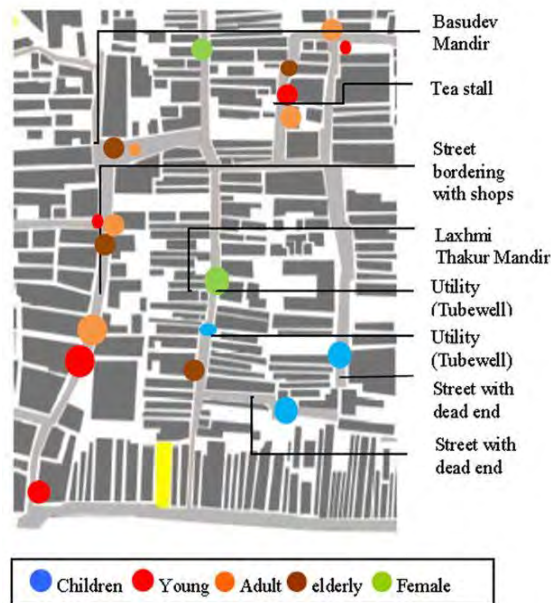 Basudev
Mandir
Tea stall
Street
bordering
with shops
Laxhmi
Thakur Mandir
Utility
(Tubewell)
Utility
(Tubewell)
Street with
dead end
Street with
dead end
Children Young Adult elderly Female